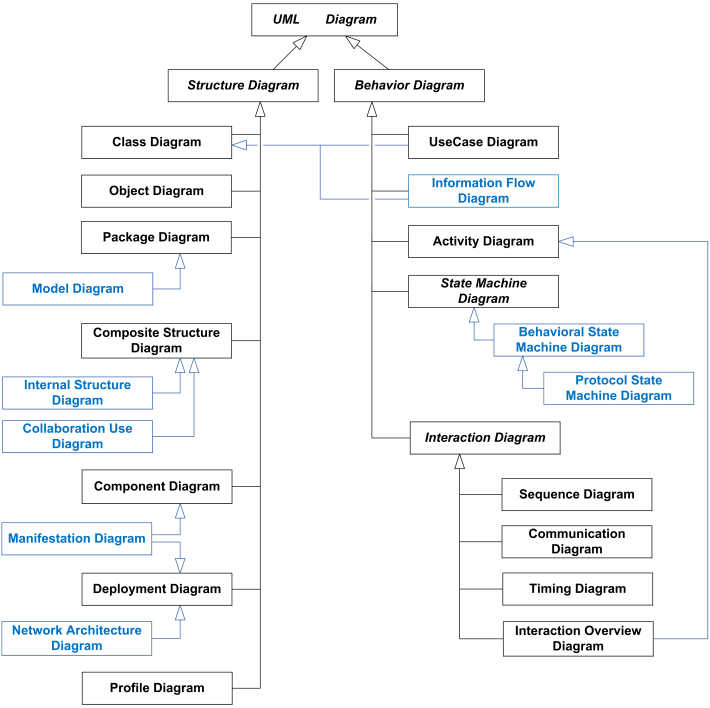 UML Diagram
Structure Diagram
Behavior Diagram
Class Diagram
UseCase Diagram
Object Diagram
Information Flow
Diagram
Package Diagram
Activity Diagram
Model Diagram
State Machine
Diagram
Composite Structure
Diagram
Behavioral State
Machine Diagram
Internal Structure
Diagram
Protocol State
Machine Diagram
Collaboration Use
Diagram
Interaction Diagram
Component Diagram
Sequence Diagram
Manifestation Diagram
Communication
Diagram
Deployment Diagram
Timing Diagram
Network Architecture
Diagram
Interaction Overview
Diagram
Profile Diagram